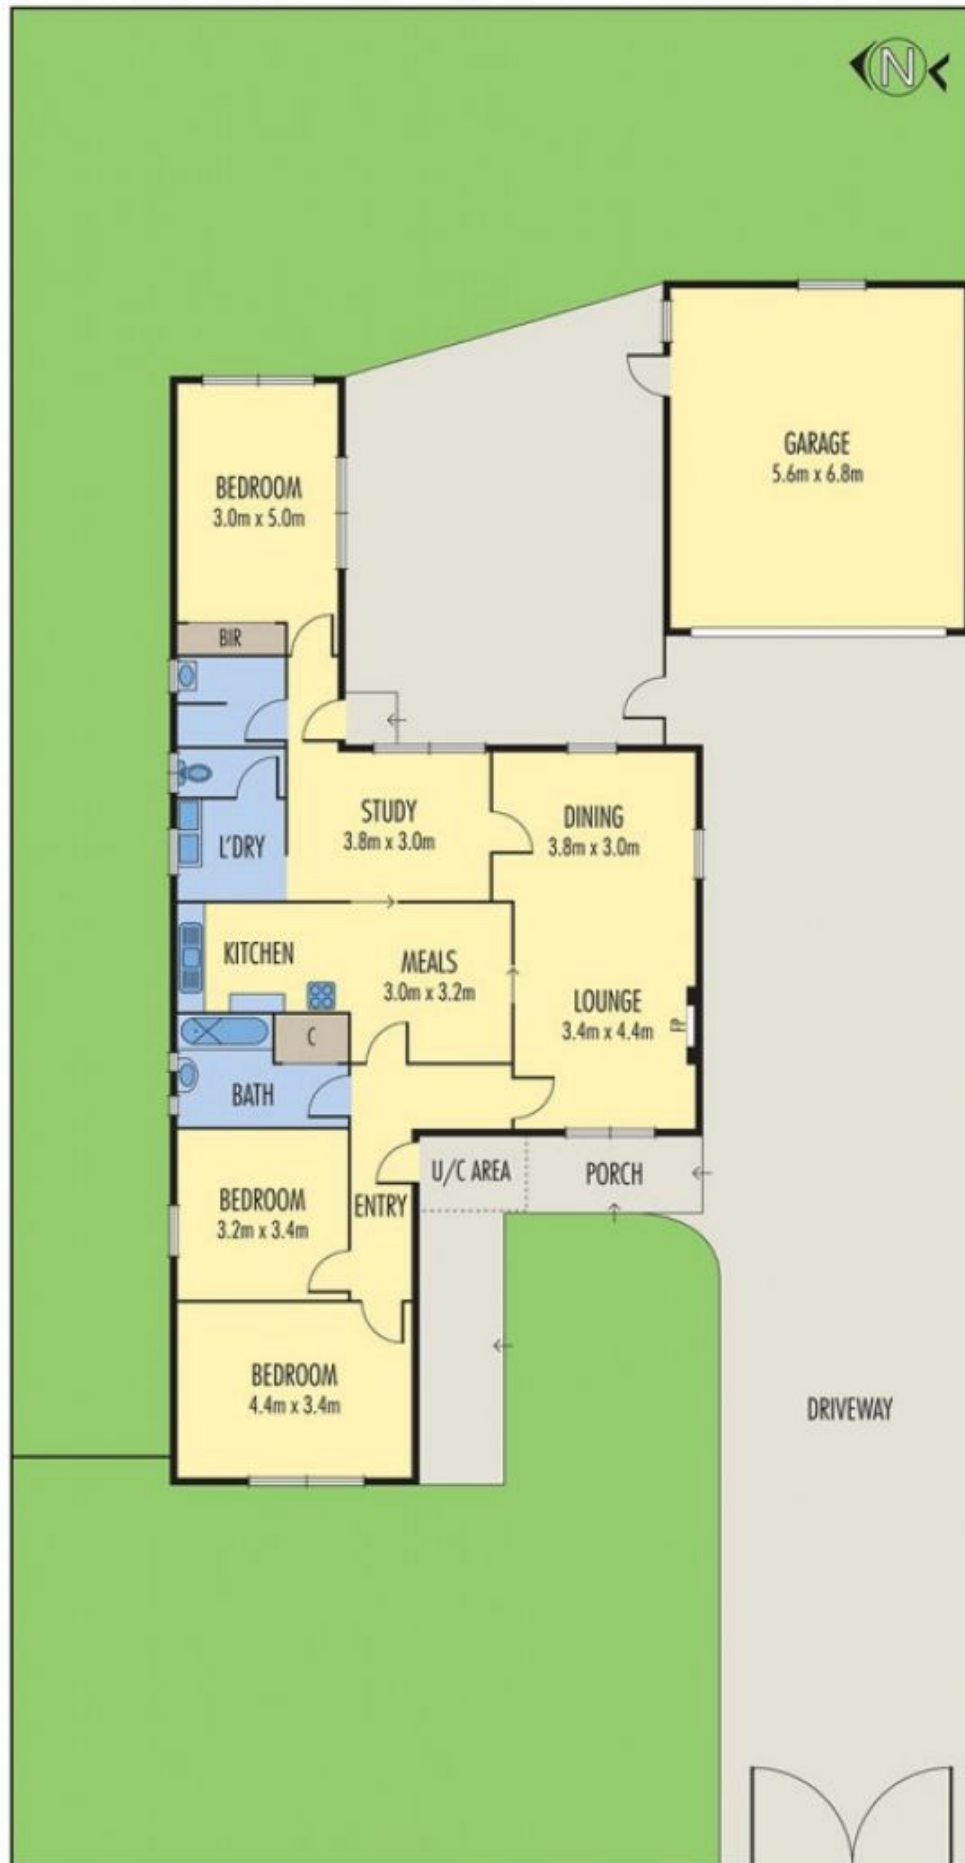 N
GARAGE
5.6m x 6.8m
BEDROOM
3.0m x 5.0m
BIR
STUDY
3.8m x 3.0m
DINING
3.8m x 3.0m
L'DRY
KITCHEN
MEALS
3.0m x 3.2m
LOUNGE
3.4m x 4.4m
FP
C
BATH
U/C AREA
PORCH
BEDROOM
3.2m x 3.4m
ENTRY
BEDROOM
4.4m x 3.4m
DRIVEWAY